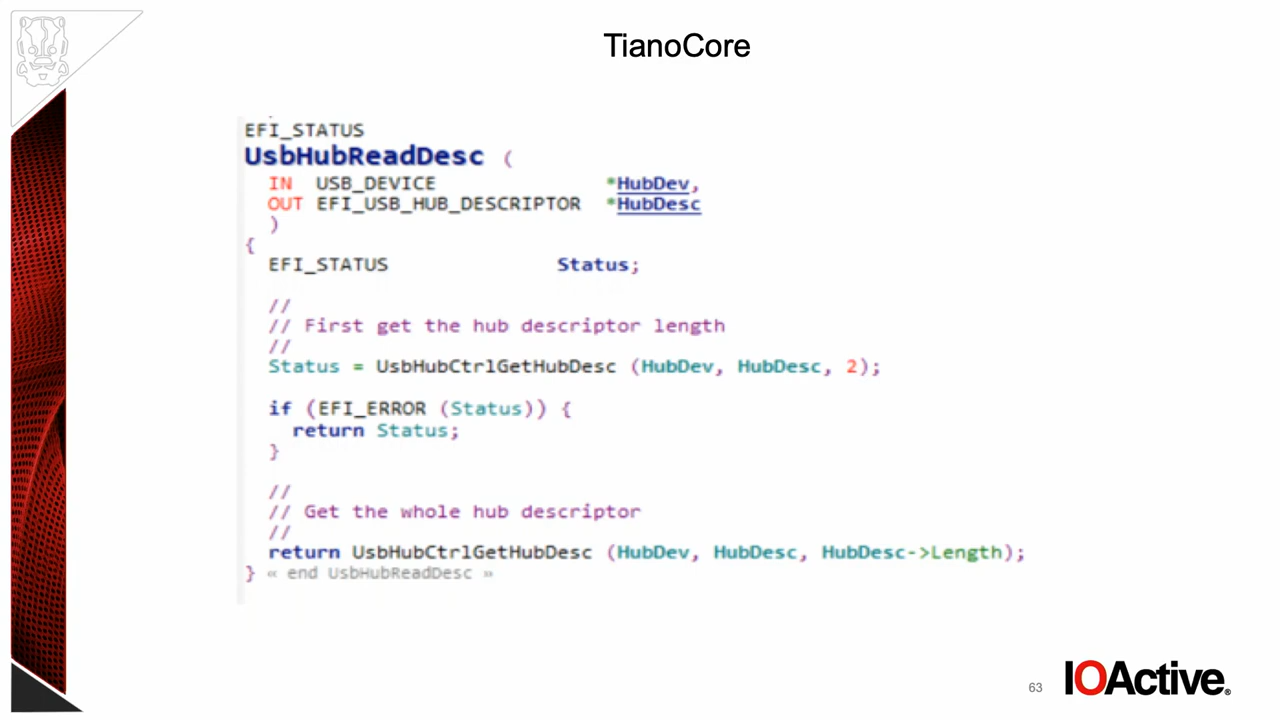 TianoCore
EFI_STATUS
UsbHubReadDesc (
IN USB_DEVICE *HubDev,
OUT EFI_USB_HUB_DESCRIPTOR *HubDesc
)
{
EFI_STATUS Status;
//
// First get the hub descriptor length
//
Status = UsbHubCtrlGetHubDesc (HubDev, HubDesc, 2);
if (EFI_ERROR (Status)) {
return Status;
}
//
// Get the whole hub descriptor
//
return UsbHubCtrlGetHubDesc (HubDev, HubDesc, HubDesc->Length);
} « end UsbHubReadDesc »
63 IOActive®